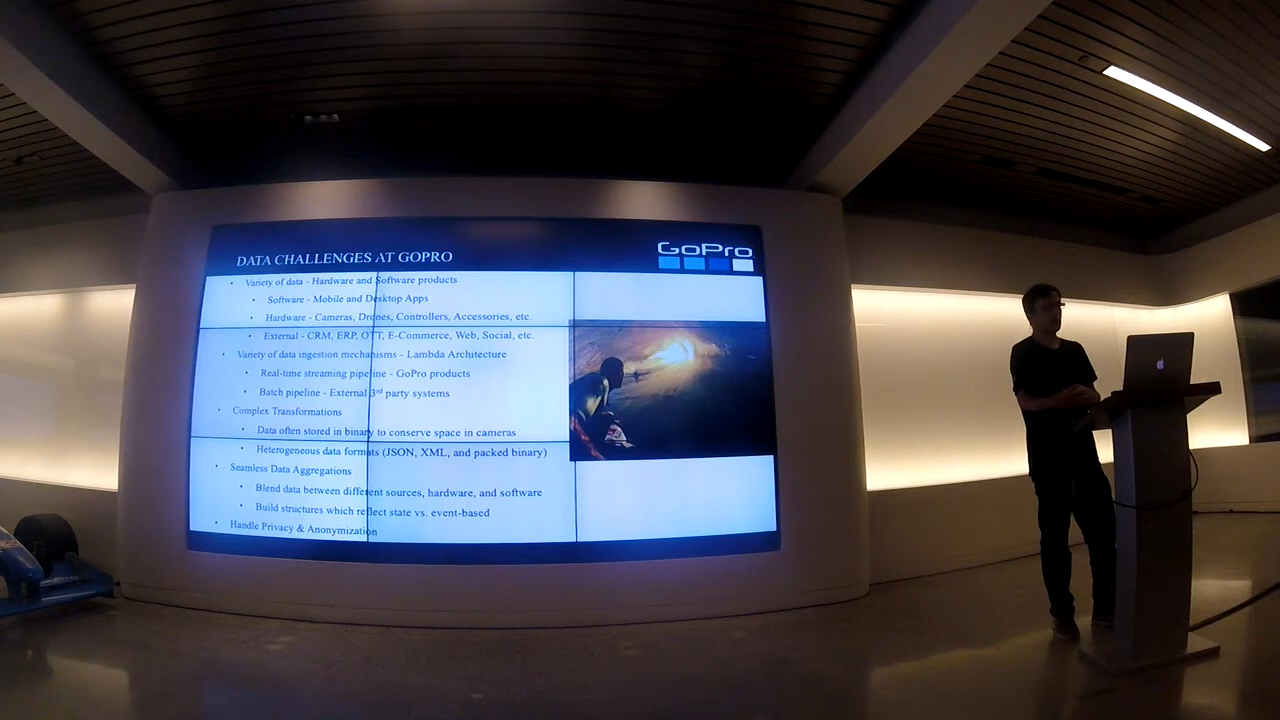 DATA CHALLENGES AT GOPRO
GoPro
• Variety of data - Hardware and Software products
• Software - Mobile and Desktop Apps
• Hardware - Cameras, Drones, Controllers, Accessories, etc.
• External - CRM, ERP, OTT, E-Commerce, Web, Social, etc.
• Variety of data ingestion mechanisms - Lambda Architecture
• Real-time streaming pipeline - GoPro products
• Batch pipeline - External 3rd party systems
• Complex Transformations
• Data often stored in binary to conserve space in cameras
• Heterogeneous data formats (JSON, XML, and packed binary)
• Seamless Data Aggregations
• Blend data between different sources, hardware, and software
• Build structures which reflect state vs. event-based
• Handle Privacy & Anonymization